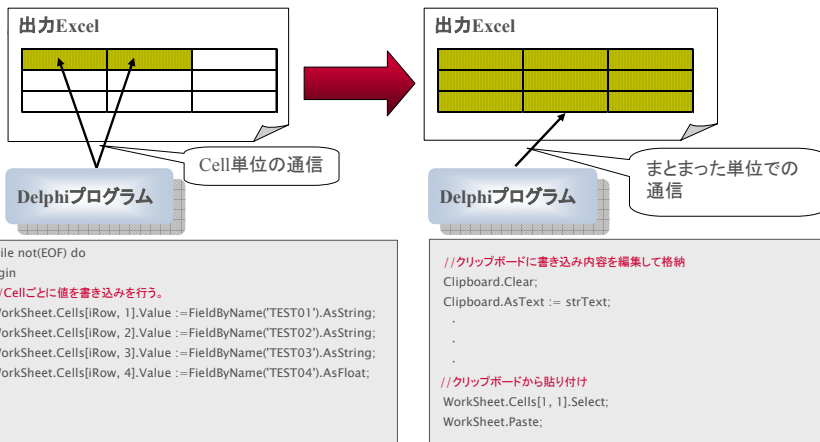 出力Excel
Cell単位の通信
Delphiプログラム
ile not(EOF) do
gin
/Cellごとに値を書き込みを行う。
WorkSheet.Cells[iRow, 1].Value :=FieldByName('TEST01').AsString;
WorkSheet.Cells[iRow, 2].Value :=FieldByName('TEST02').AsString;
WorkSheet.Cells[iRow, 3].Value :=FieldByName('TEST03').AsString;
WorkSheet.Cells[iRow, 4].Value :=FieldByName('TEST04').AsFloat;
出力Excel
まとまった単位での
通信
Delphiプログラム
//クリップボードに書き込み内容を編集して格納
Clipboard.Clear;
Clipboard.AsText := strText;
.
.
.
//クリップボードから貼り付け
WorkSheet.Cells[1, 1].Select;
WorkSheet.Paste;